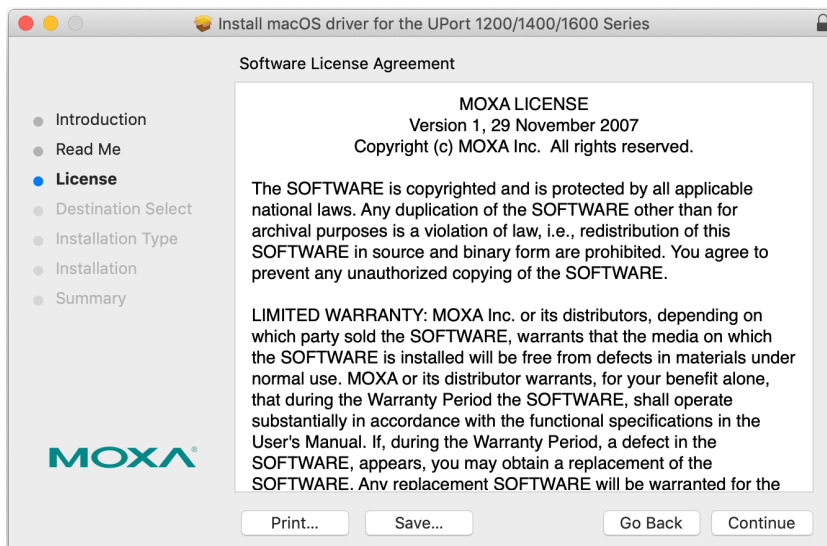 Install macOS driver for the UPort 1200/1400/1600 Series
Software License Agreement
Introduction
Read Me
License
Destination Select
Installation Type
Installation
Summary
MOXA LICENSE
Version 1, 29 November 2007
Copyright (c) MOXA Inc.  All rights reserved.
The SOFTWARE is copyrighted and is protected by all applicable
national laws. Any duplication of the SOFTWARE other than for
archival purposes is a violation of law, i.e., redistribution of this
SOFTWARE in source and binary form are prohibited. You agree to
prevent any unauthorized copying of the SOFTWARE.
LIMITED WARRANTY: MOXA Inc. or its distributors, depending on
which party sold the SOFTWARE, warrants that the media on which
the SOFTWARE is installed will be free from defects in materials under
normal use. MOXA or its distributor warrants, for your benefit alone,
that during the Warranty Period the SOFTWARE, shall operate
substantially in accordance with the functional specifications in the
User's Manual. If, during the Warranty Period, a defect in the
SOFTWARE, appears, you may obtain a replacement of the
SOFTWARE. Any replacement SOFTWARE will be warranted for the
MOXA®
Print...
Save...
Go Back
Continue